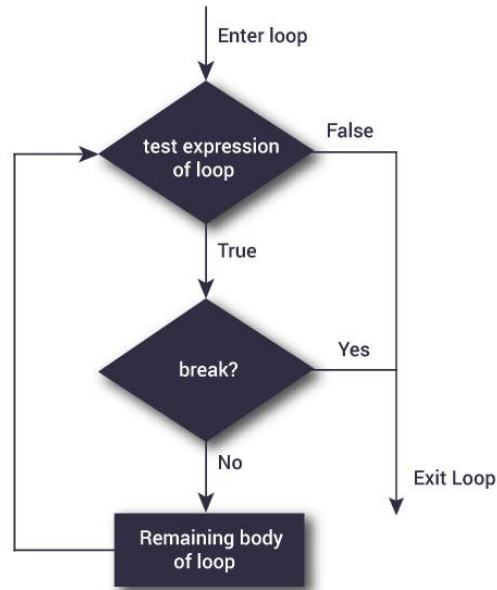 Enter loop
test expression
of loop
False
True
break?
Yes
No
Exit Loop
Remaining body
of loop